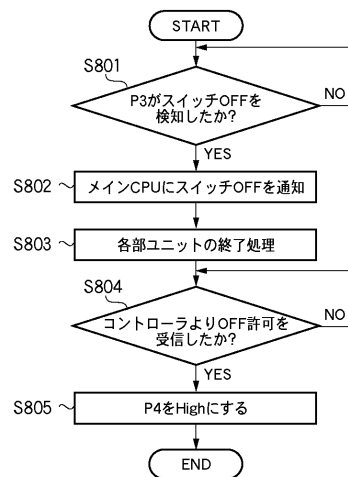 START
S801
P3がスイッチOFFを
検知したか?
NO
YES
S802
メインCPUにスイッチOFFを通知
S803
各部ユニットの終了処理
S804
コントローラよりOFF許可を
受信したか?
NO
YES
S805
P4をHighにする
END